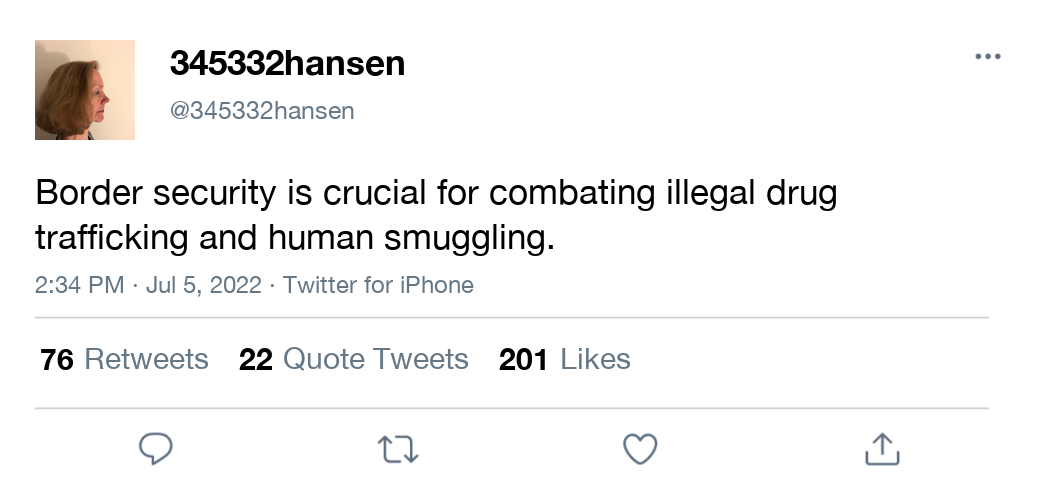 345332hansen
@345332hansen
Border security is crucial for combating illegal drug
trafficking and human smuggling.
2:34 PM · Jul 5, 2022 · Twitter for iPhone
76 Retweets 22 Quote Tweets 201 Likes